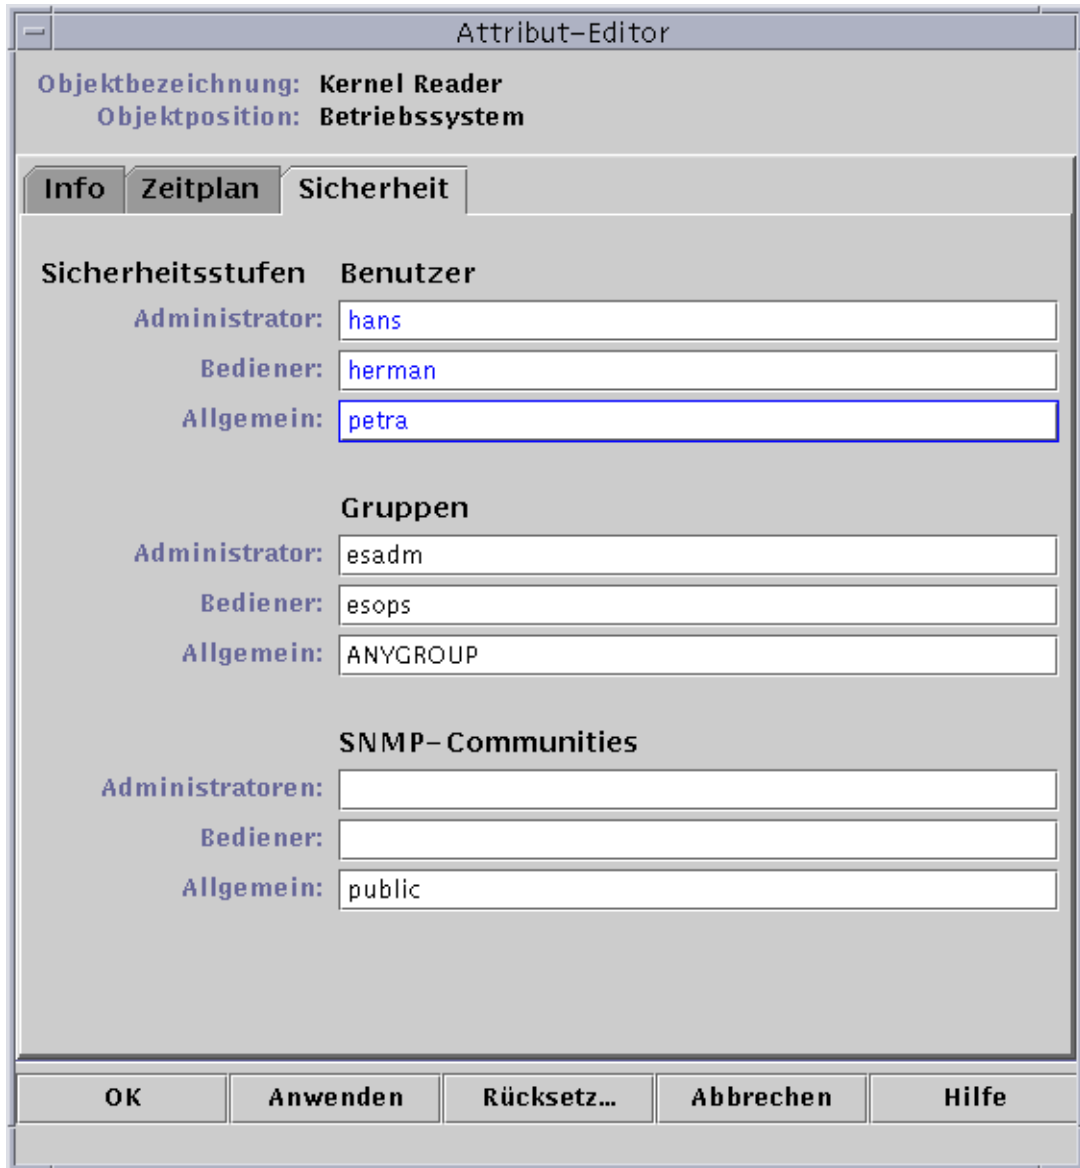 Attribut-Editor
Objektbezeichnung: Kernel Reader
Objektposition: Betriebssystem
Info Zeitplan Sicherheit
Sicherheitsstufen Benutzer
Administrator: hans
Bediener: herman
Allgemein: petra
Gruppen
Administrator: esadm
Bediener: esops
Allgemein: ANYGROUP
SNMP-Communities
Administratoren:
Bediener:
Allgemein: public
OK Anwenden Rücksetz... Abbrechen Hilfe